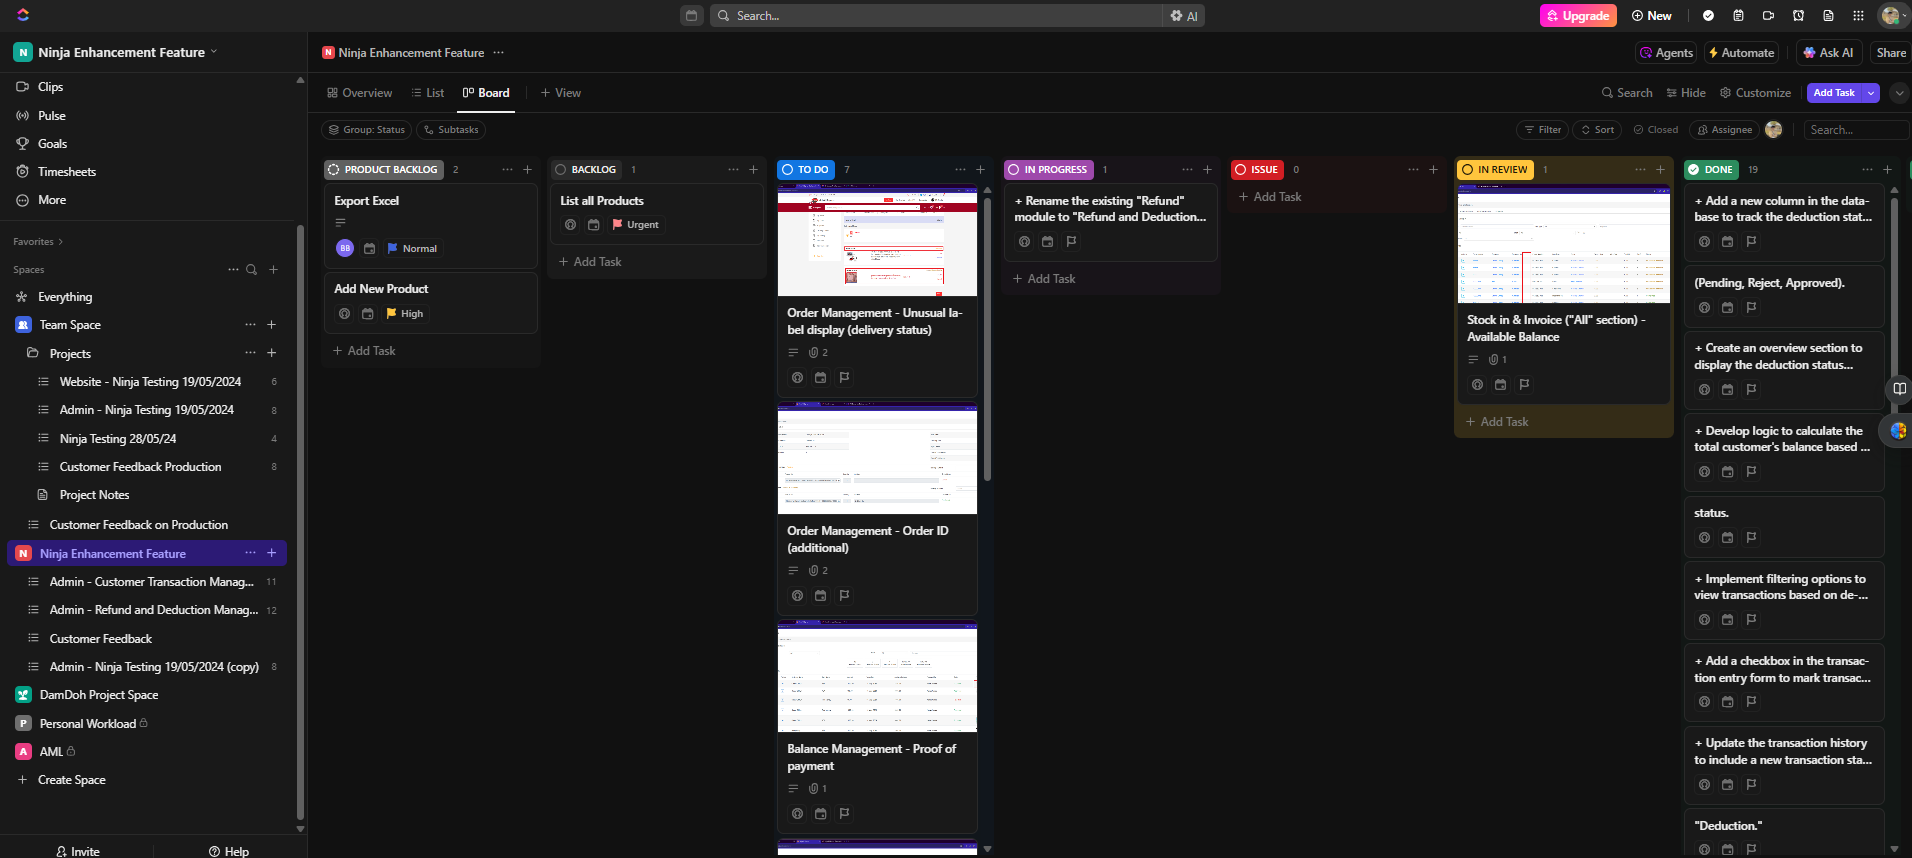 Search...
AI
Upgrade
New
Ninja Enhancement Feature
Clips
Pulse
Goals
Timesheets
More
Favorites
Spaces
Everything
Team Space
Projects
Website - Ninja Testing 19/05/2024 6
Admin - Ninja Testing 19/05/2024 8
Ninja Testing 28/05/24 4
Customer Feedback Production 8
Project Notes
Customer Feedback on Production
N Ninja Enhancement Feature
Admin - Customer Transaction Manag... 11
Admin - Refund and Deduction Manag... 12
Customer Feedback
Admin - Ninja Testing 19/05/2024 (copy) 8
DamDoh Project Space
P Personal Workload
A AML
Create Space
Invite
Help
N Ninja Enhancement Feature
Agents
Automate
Ask AI
Share
Overview
List
Board
View
Search
Hide
Customize
Add Task
Group: Status
Subtasks
Filter
Sort
Closed
Assignee
Search...
PRODUCT BACKLOG 2
Export Excel
BB
Normal
Add New Product
High
Add Task
BACKLOG 1
List all Products
Urgent
Add Task
TO DO 7
Order Management - Unusual la-
bel display (delivery status)
2
Order Management - Order ID
(additional)
2
Balance Management - Proof of
payment
1
IN PROGRESS 1
+ Rename the existing "Refund"
module to "Refund and Deduction...
Add Task
ISSUE 0
Add Task
IN REVIEW 1
Stock in & Invoice ("All" section) -
Available Balance
1
Add Task
DONE 19
+ Add a new column in the data-
base to track the deduction stat...
(Pending, Reject, Approved).
+ Create an overview section to
display the deduction status...
+ Develop logic to calculate the
total customer's balance based ...
status.
+ Implement filtering options to
view transactions based on de-...
+ Add a checkbox in the transac-
tion entry form to mark transac...
+ Update the transaction history
to include a new transaction sta...
"Deduction."